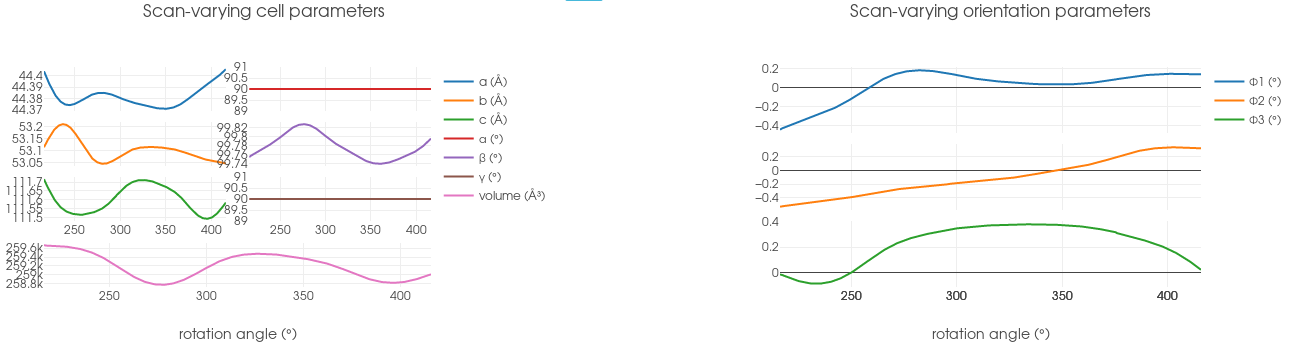 Scan-varying cell parameters
44.4
44.39
44.38
44.37
91
90.5
90
89.5
89
a (Å)
b (Å)
c (Å)
α (°)
β (°)
γ (°)
volume (Å³)
53.2
53.15
53.1
53.05
99.82
99.8
99.78
99.76
99.74
111.7
111.65
111.6
111.55
111.5
91
90.5
90
89.5
89
250
300
350
400
250
300
350
400
259.6k
259.4k
259.2k
259k
258.8k
250
300
350
400
rotation angle (°)
Scan-varying orientation parameters
0.2
0
−0.2
−0.4
Φ1 (°)
Φ2 (°)
Φ3 (°)
0.2
0
−0.2
−0.4
0.4
0.2
0
250
300
350
400
rotation angle (°)